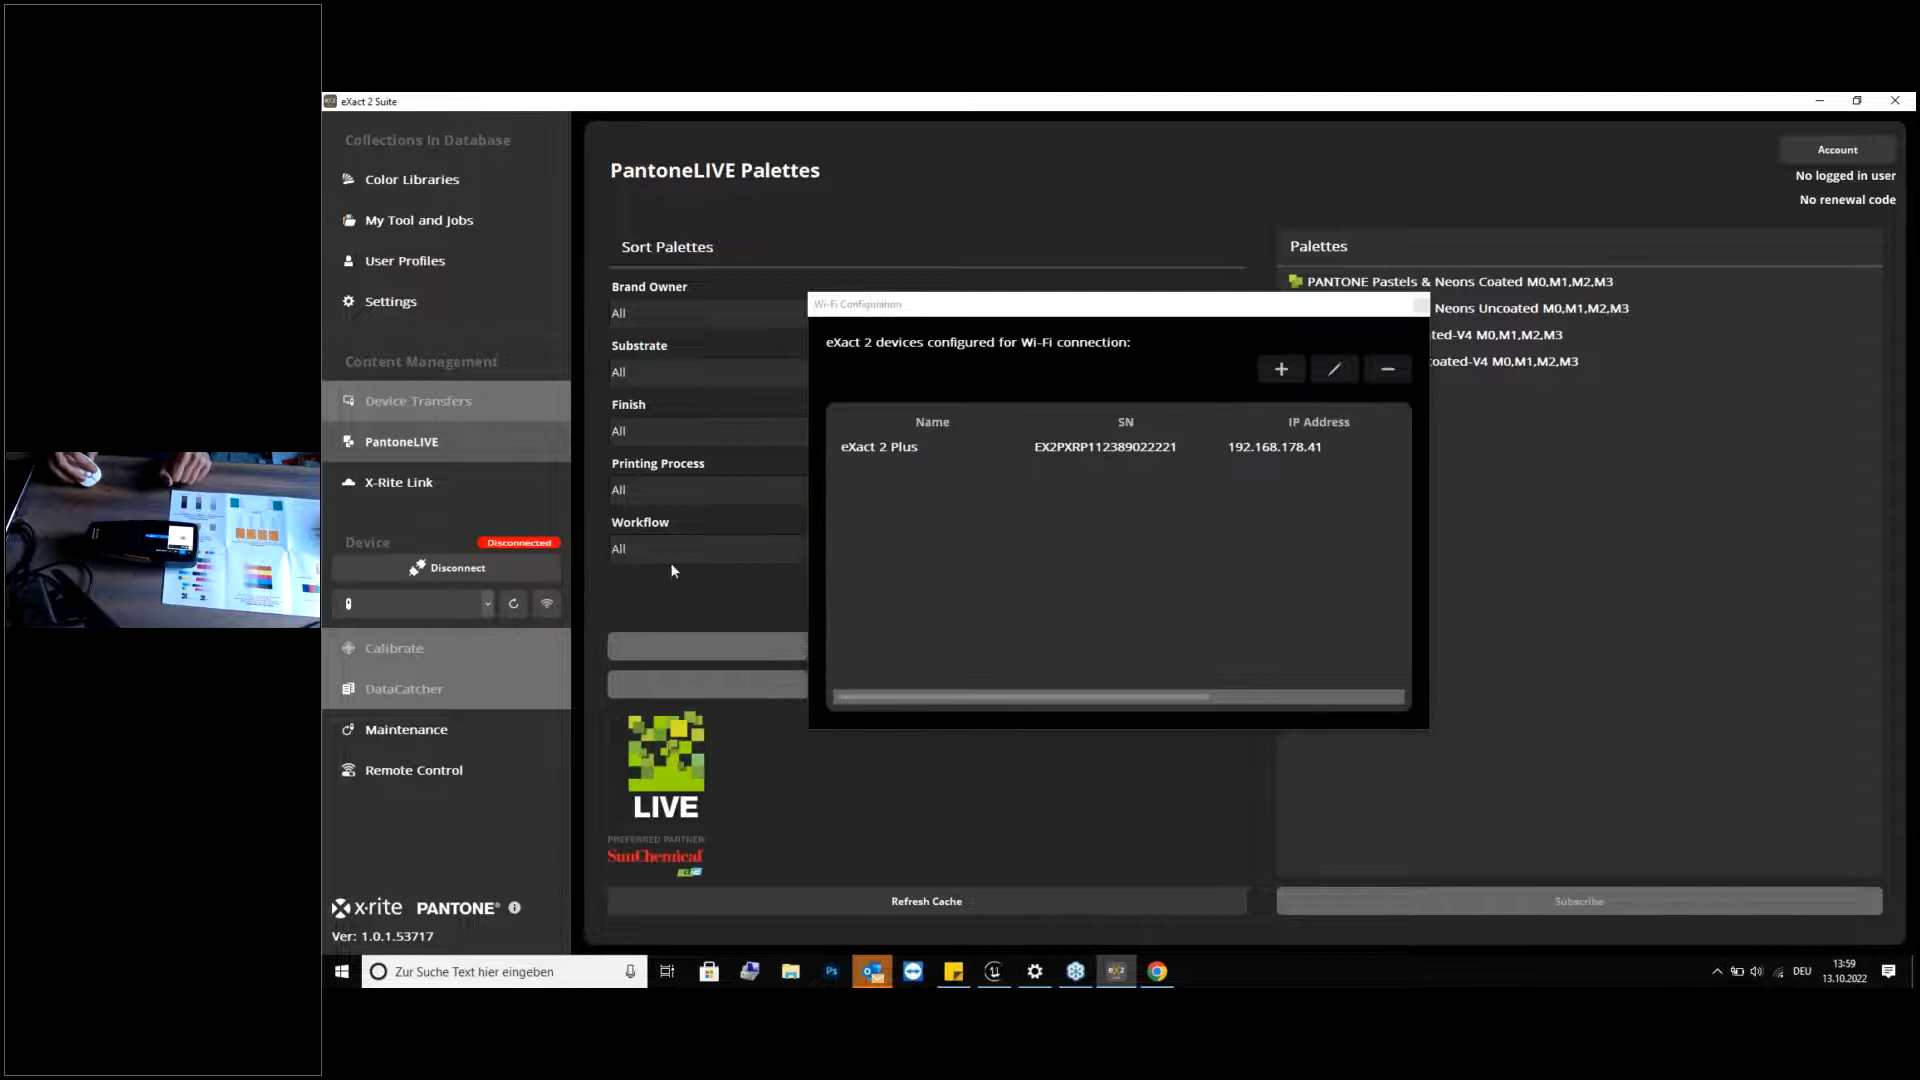 eXact 2 Suite
Collections In Database
Color Libraries
My Tool and Jobs
User Profiles
Settings
Content Management
Device Transfers
PantoneLIVE
X-Rite Link
Device
Disconnected
Disconnect
Calibrate
DataCatcher
Maintenance
Remote Control
x·rite PANTONE®
Ver: 1.0.1.53717
PantoneLIVE Palettes
Account
No logged in user
No renewal code
Sort Palettes
Brand Owner
All
Substrate
All
Finish
All
Printing Process
All
Workflow
All
LIVE
PREFERRED PARTNER
SunChemical
Refresh Cache
Palettes
PANTONE Pastels & Neons Coated M0,M1,M2,M3
Neons Uncoated M0,M1,M2,M3
ted-V4 M0,M1,M2,M3
oated-V4 M0,M1,M2,M3
Subscribe
Wi-Fi Configuration
eXact 2 devices configured for Wi-Fi connection:
Name SN IP Address
eXact 2 Plus EX2PXRP112389022221 192.168.178.41
Zur Suche Text hier eingeben
Ps
eX2
DEU
13:59
13.10.2022